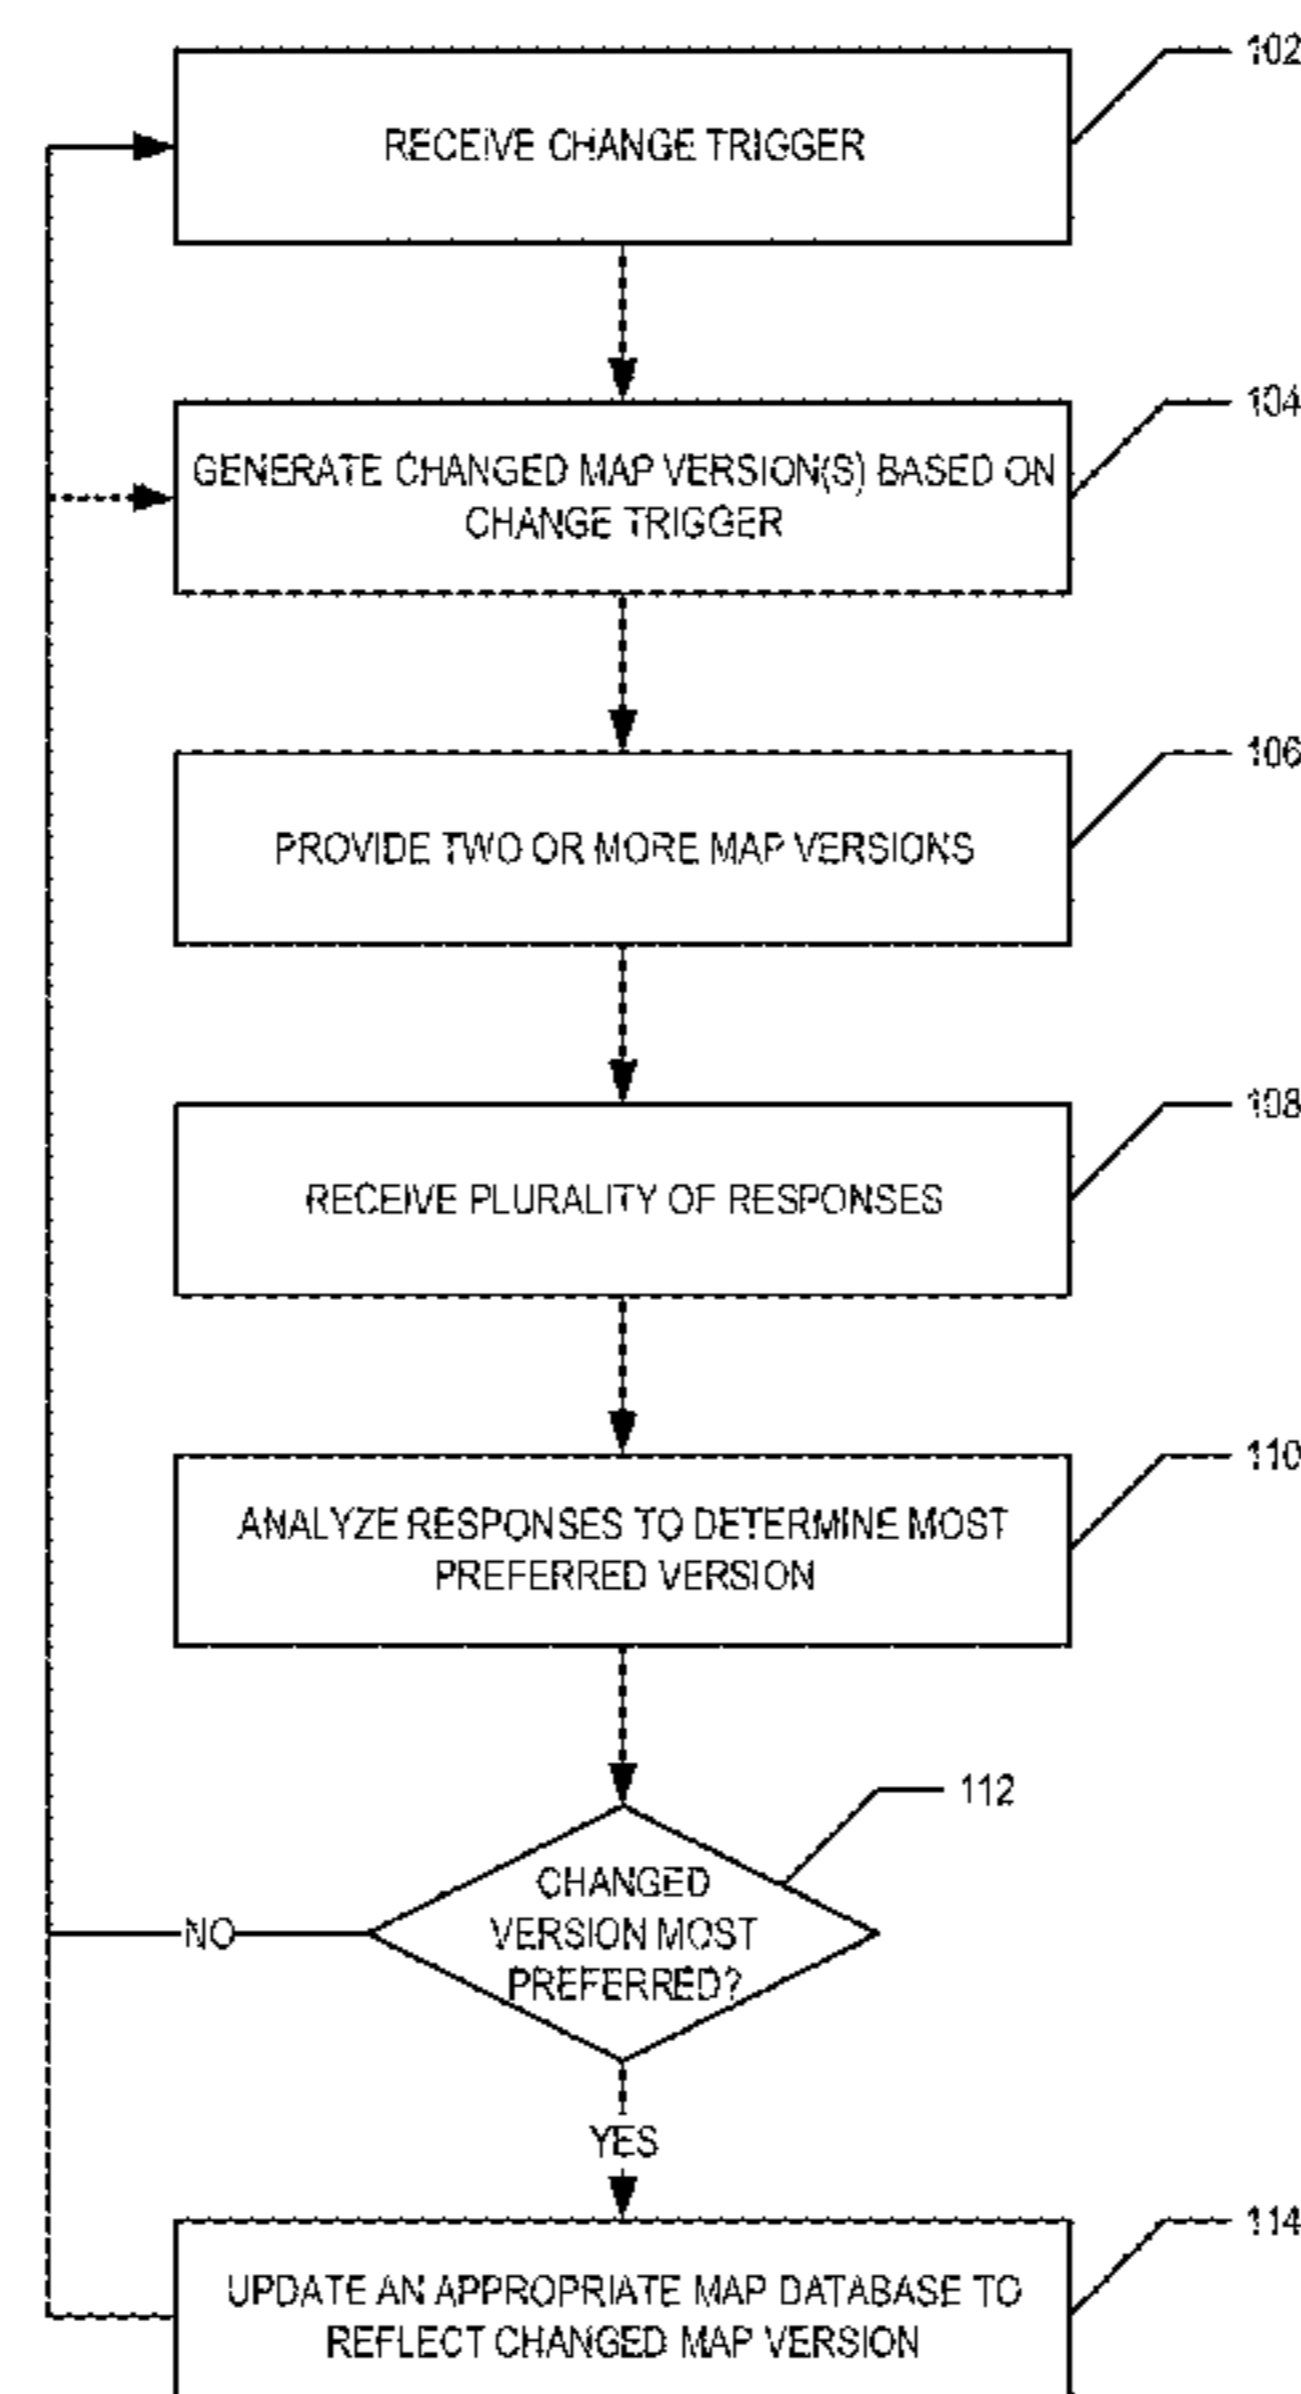 102
RECEIVE CHANGE TRIGGER
104
GENERATE CHANGED MAP VERSION(S) BASED ON
CHANGE TRIGGER
106
PROVIDE TWO OR MORE MAP VERSIONS
108
RECEIVE PLURALITY OF RESPONSES
110
ANALYZE RESPONSES TO DETERMINE MOST
PREFERRED VERSION
112
CHANGED
VERSION MOST
PREFERRED?
NO
YES
114
UPDATE AN APPROPRIATE MAP DATABASE TO
REFLECT CHANGED MAP VERSION